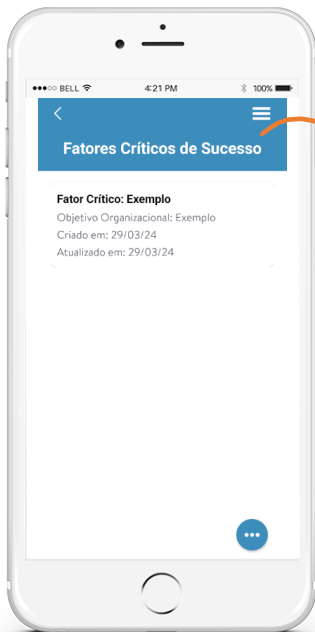 BELL 4:21 PM 100%
Fatores Críticos de Sucesso
Fator Crítico: Exemplo
Objetivo Organizacional: Exemplo
Criado em: 29/03/24
Atualizado em: 29/03/24